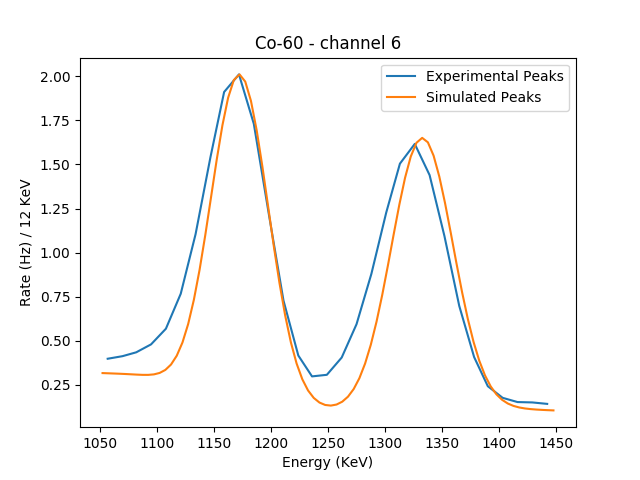 Co-60 - channel 6
Experimental Peaks
Simulated Peaks
Rate (Hz) / 12 KeV
2.00
1.75
1.50
1.25
1.00
0.75
0.50
0.25
1050 1100 1150 1200 1250 1300 1350 1400 1450
Energy (KeV)